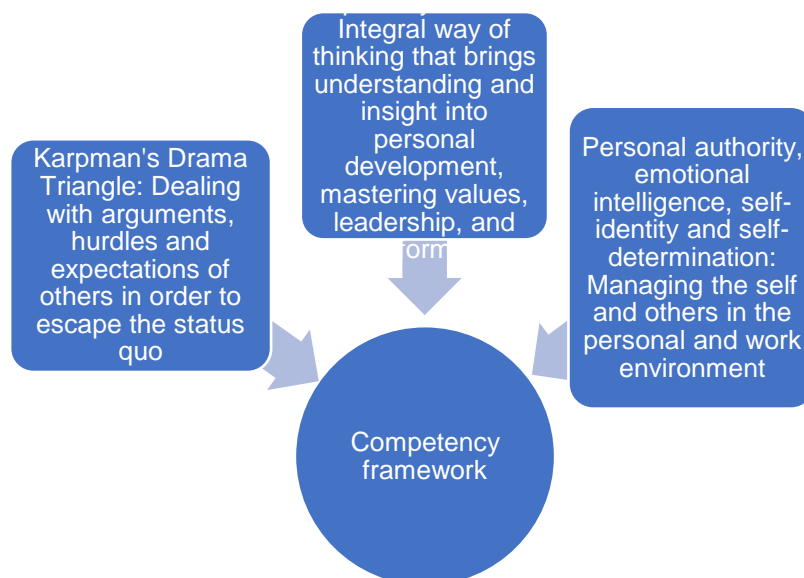 Karpman's Drama
Triangle: Dealing
with arguments,
hurdles and
expectations of
others in order to
escape the status
quo
Integral way of
thinking that brings
understanding and
insight into
personal
development,
mastering values,
leadership, and
Personal authority,
emotional
intelligence, self-
identity and self-
determination:
Managing the self
and others in the
personal and work
environment
Competency
framework